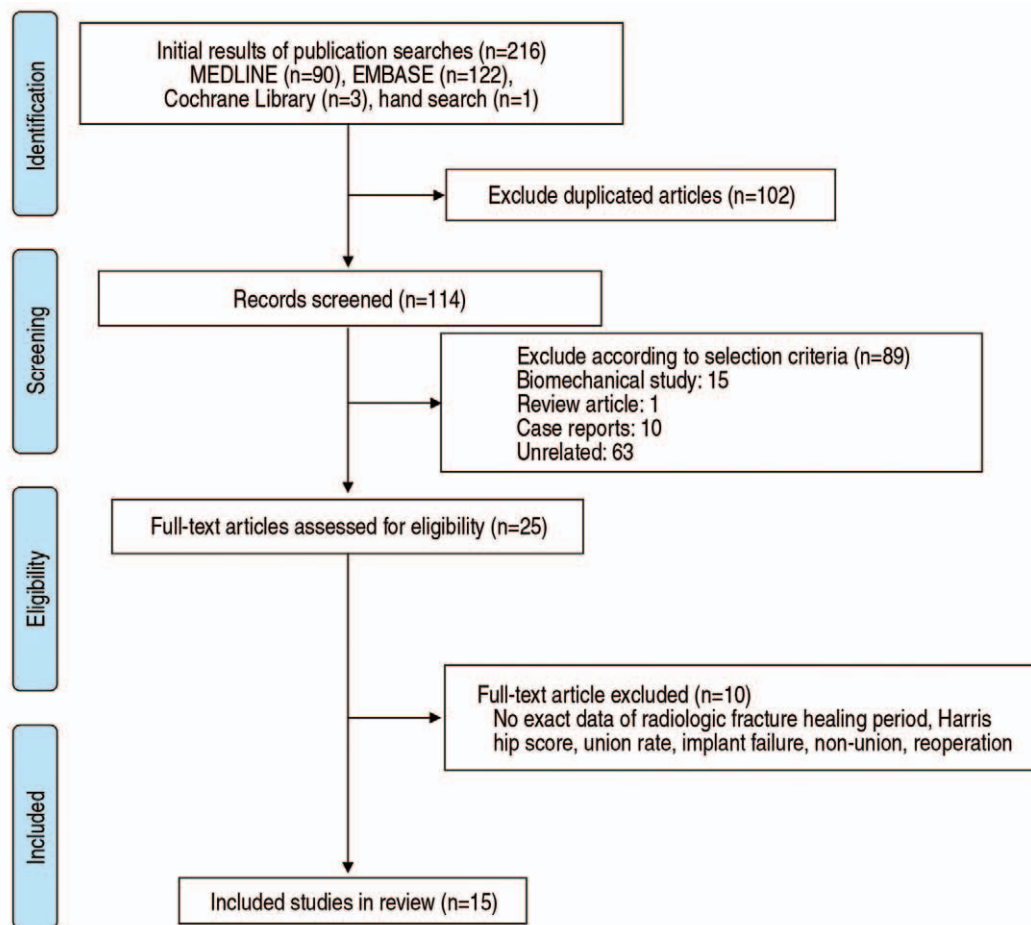 Identification
Initial results of publication searches (n=216)
MEDLINE (n=90), EMBASE (n=122),
Cochrane Library (n=3), hand search (n=1)
Exclude duplicated articles (n=102)
Screening
Records screened (n=114)
Exclude according to selection criteria (n=89)
Biomechanical study: 15
Review article: 1
Case reports: 10
Unrelated: 63
Eligibility
Full-text articles assessed for eligibility (n=25)
Full-text article excluded (n=10)
No exact data of radiologic fracture healing period, Harris
hip score, union rate, implant failure, non-union, reoperation
Included
Included studies in review (n=15)